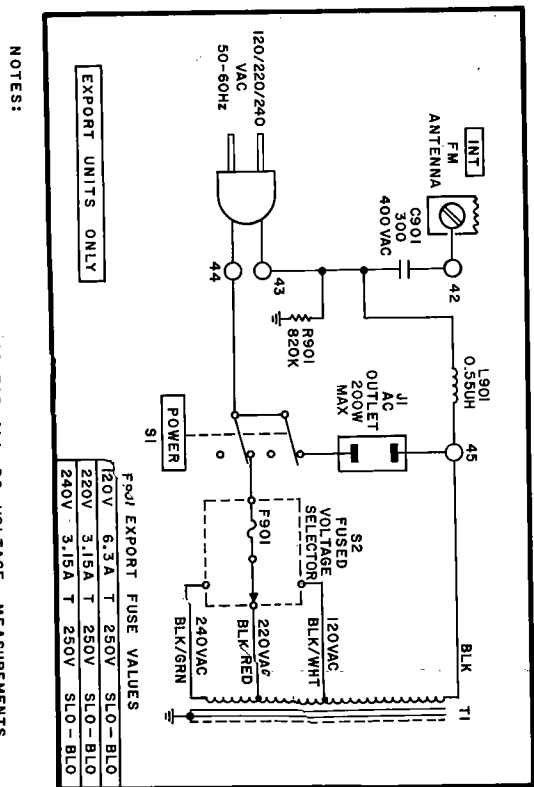 INT
FM
ANTENNA
C901
300
400VAC
42
120/220/240
VAC
50-60Hz
43
44
R901
820K
L901
0.55UH
45
J1
AC
OUTLET
200W
MAX
POWER
S1
S2
FUSED
VOLTAGE
SELECTOR
F901
BLK
120VAC
BLK/WHT
220VAC
BLK/RED
240VAC
BLK/GRN
T1
EXPORT UNITS ONLY
F901 EXPORT FUSE VALUES
120V 6.3A T 250V SLO-BLO
220V 3.15A T 250V SLO-BLO
240V 3.15A T 250V SLO-BLO
NOTES:
VOLTAGE MEASUREMENTS